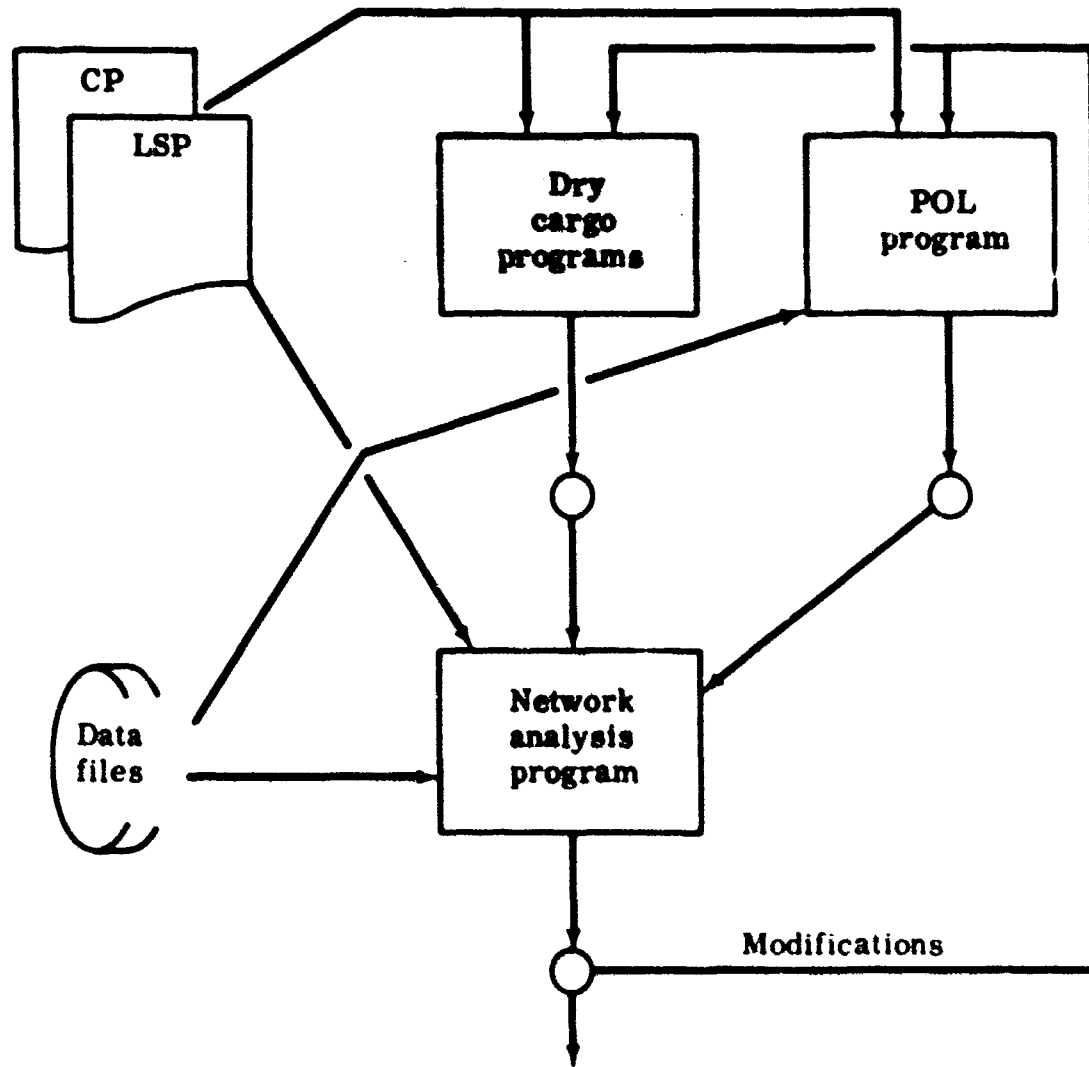 CP
LSP
Dry
cargo
programs
POL
program
Data
files
Network
analysis
program
Modifications